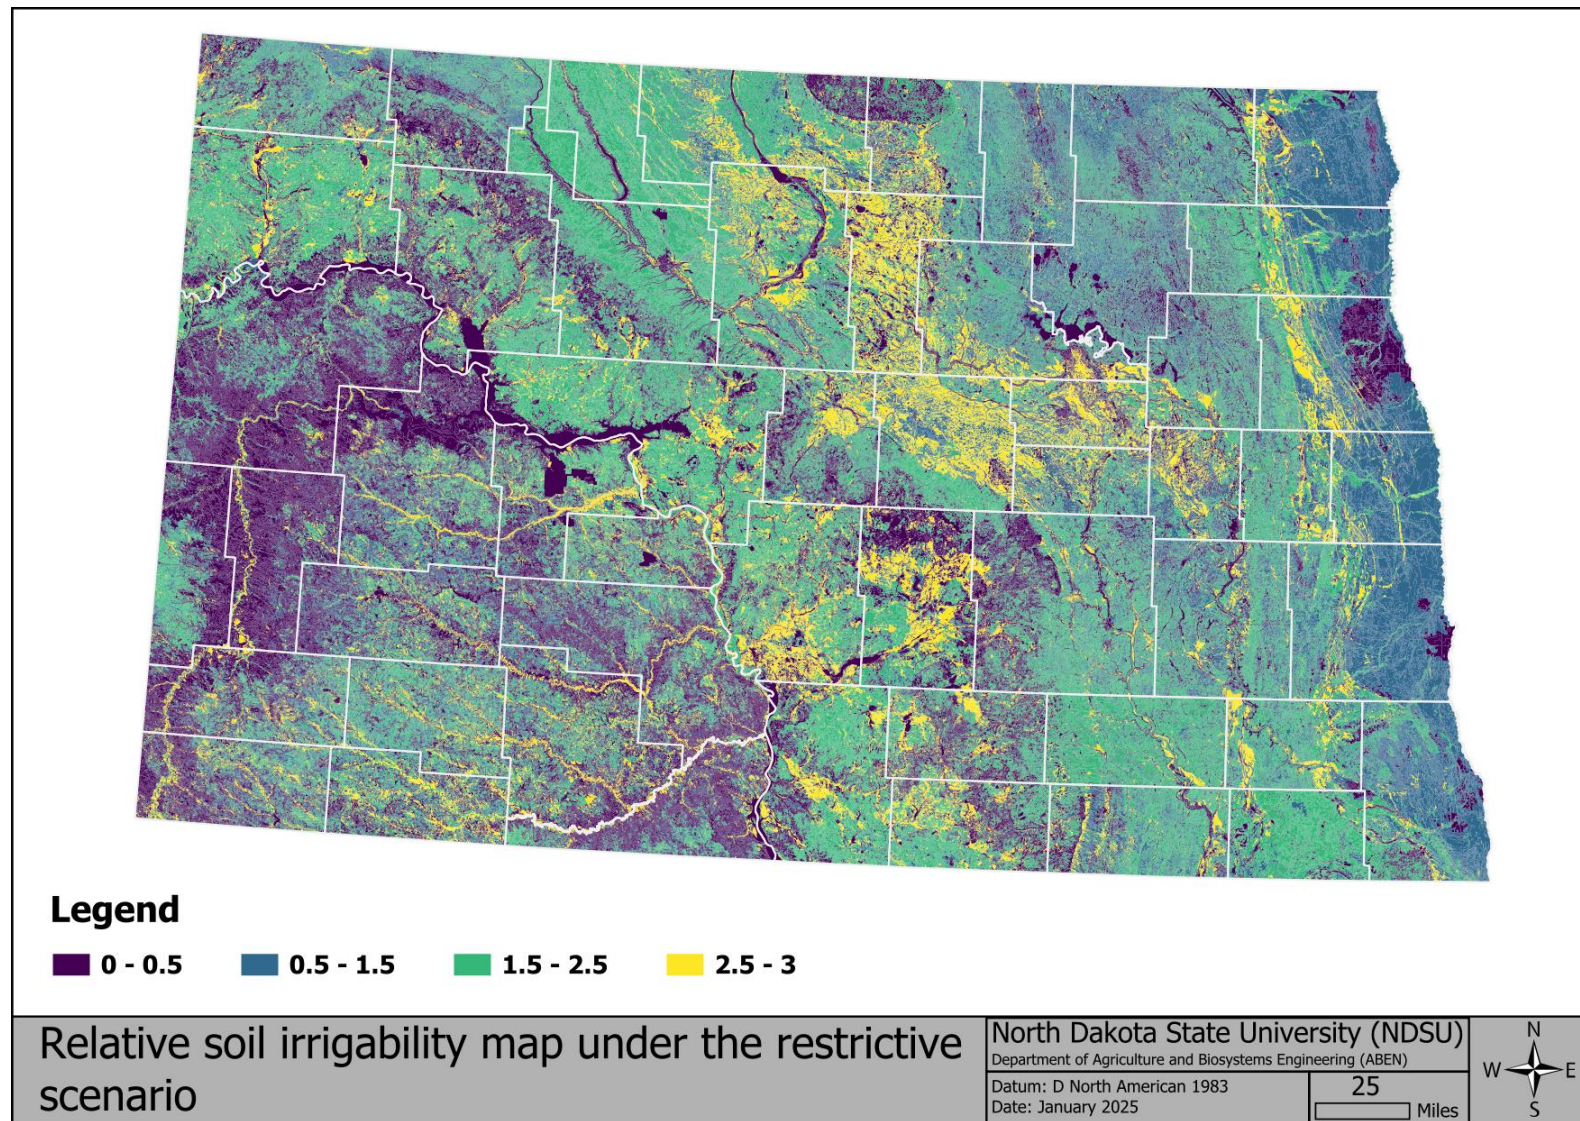 Legend
0 - 0.5
0.5 - 1.5
1.5 - 2.5
2.5 - 3
Relative soil irrigability map under the restrictive
scenario
North Dakota State University (NDSU)
Department of Agriculture and Biosystems Engineering (ABEN)
Datum: D North American 1983
Date: January 2025
25
Miles
N
W
E
S